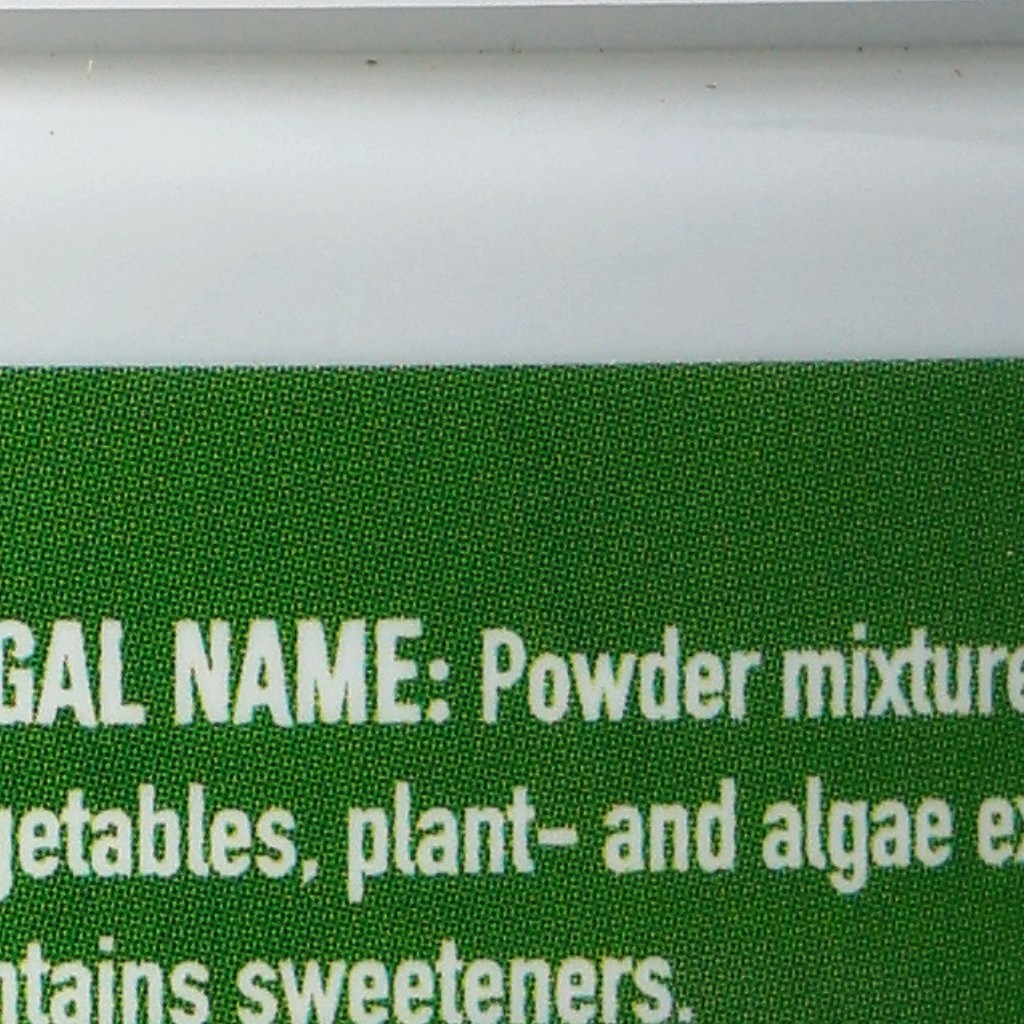 GAL NAME: Powder mixture
getables, plant- and algae ex
ntains sweeteners.